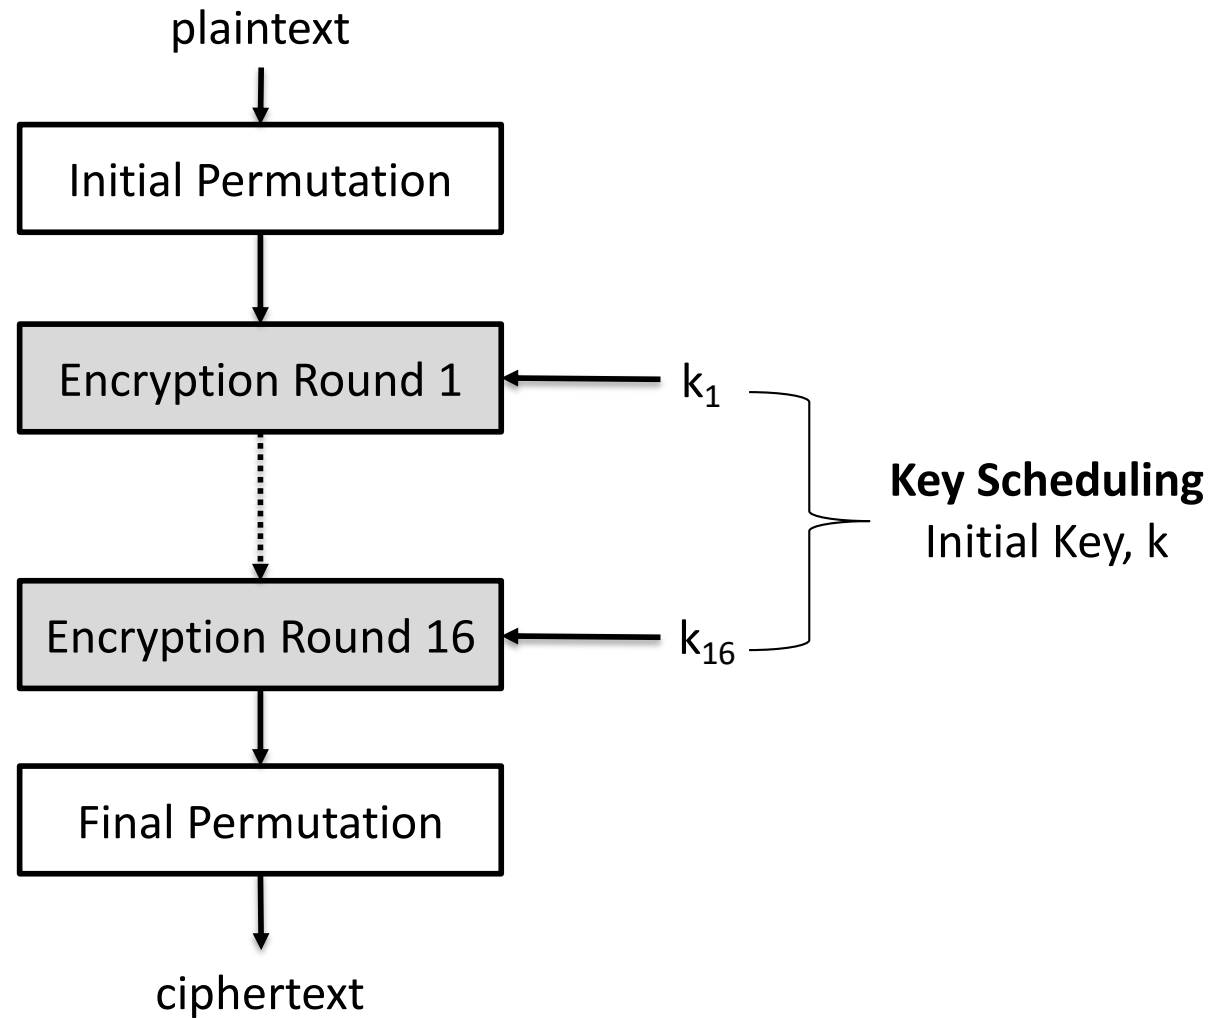 plaintext
Initial Permutation
Encryption Round 1
k₁
Key Scheduling
Initial Key, k
Encryption Round 16
k₁₆
Final Permutation
ciphertext